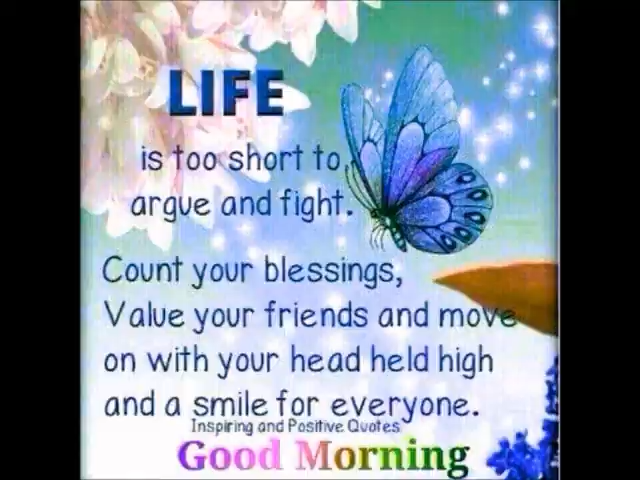 LIFE
is too short to
argue and fight.
Count your blessings,
Value your friends and move
on with your head held high
and a smile for everyone.
Inspiring and Positive Quotes
Good Morning